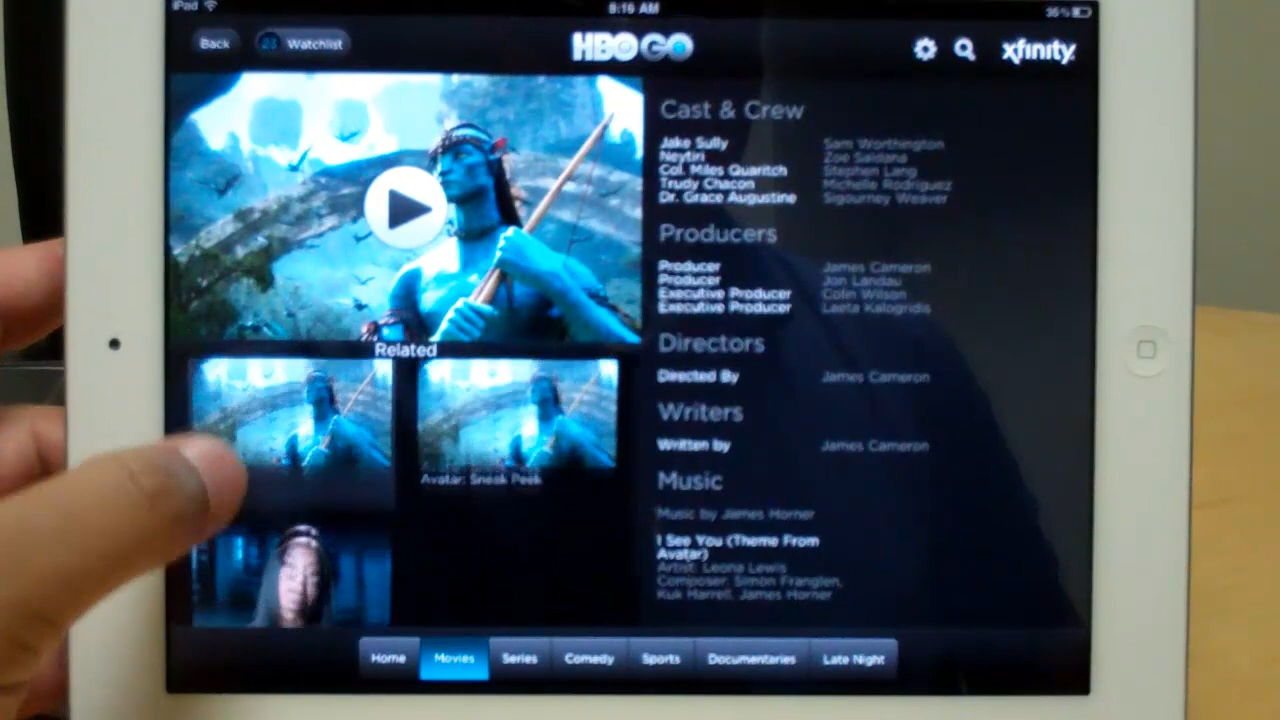 iPad
8:16 AM
35%
Back
23 Watchlist
HBO GO
xfinity
Cast & Crew
Jake Sully Sam Worthington
Neytiri Zoe Saldana
Col. Miles Quaritch Stephen Lang
Trudy Chacon Michelle Rodriguez
Dr. Grace Augustine Sigourney Weaver
Producers
Producer James Cameron
Producer Jon Landau
Executive Producer Colin Wilson
Executive Producer Laeta Kalogridis
Directors
Directed By James Cameron
Writers
Written by James Cameron
Music
Music by James Horner
I See You (Theme From
Avatar)
Artist: Leona Lewis
Composer: Simon Franglen,
Kuk Harrell, James Horner
Related
Avatar: Sneak Peek
Home Movies Series Comedy Sports Documentaries Late Night